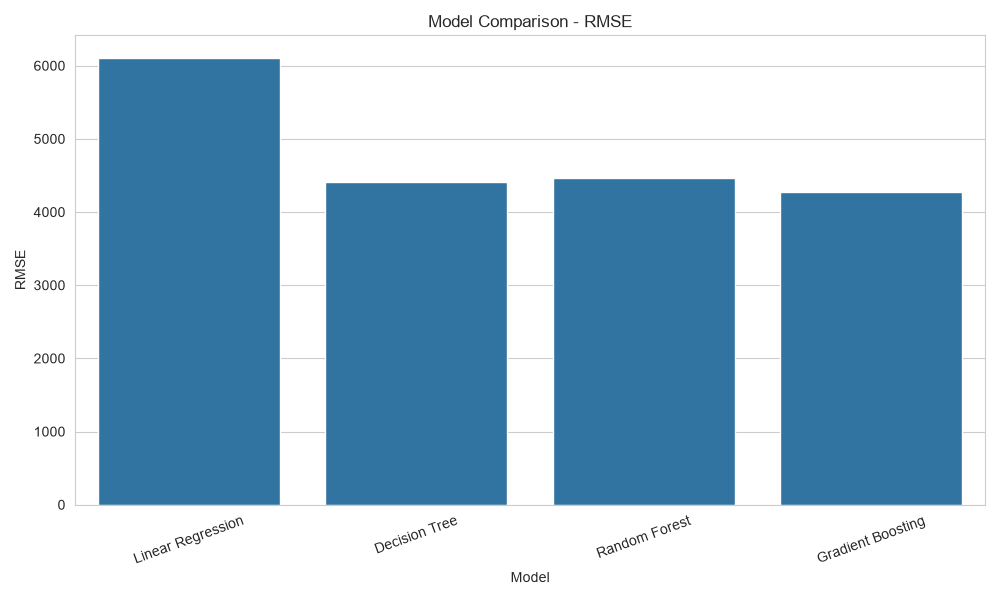 Model Comparison - RMSE
RMSE
6000
5000
4000
3000
2000
1000
0
Linear Regression
Decision Tree
Random Forest
Gradient Boosting
Model